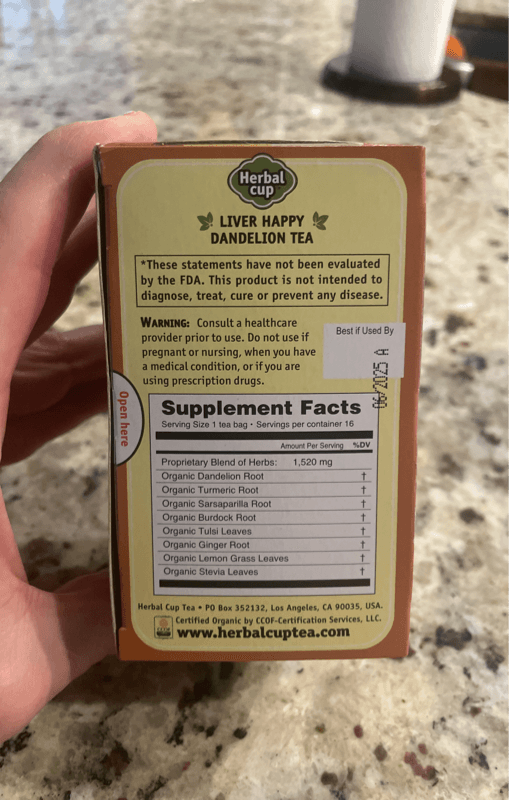 Herbal
cup
LIVER HAPPY
DANDELION TEA
*These statements have not been evaluated
by the FDA. This product is not intended to
diagnose, treat, cure or prevent any disease.
WARNING: Consult a healthcare
provider prior to use. Do not use if
pregnant or nursing, when you have
a medical condition, or if you are
using prescription drugs.
Best if Used By
06/2025 A
Open here
Supplement Facts
Serving Size 1 tea bag • Servings per container 16
Amount Per Serving %DV
Proprietary Blend of Herbs: 1,520 mg
Organic Dandelion Root †
Organic Turmeric Root †
Organic Sarsaparilla Root †
Organic Burdock Root †
Organic Tulsi Leaves †
Organic Ginger Root †
Organic Lemon Grass Leaves †
Organic Stevia Leaves †
Herbal Cup Tea • PO Box 352132, Los Angeles, CA 90035, USA.
CCOF
Certified Organic by CCOF-Certification Services, LLC.
www.herbalcuptea.com